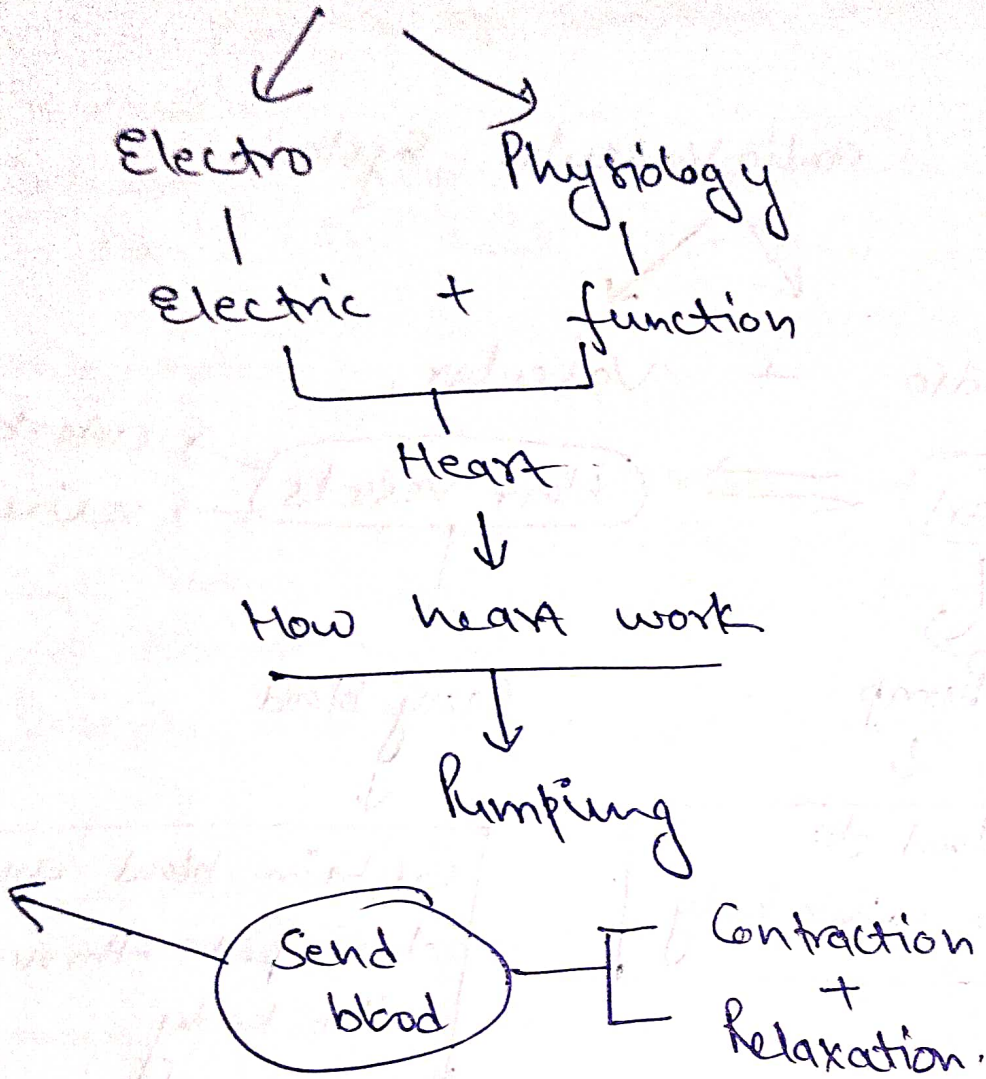 Electro Physiology
Electric + function
Heart
How heart work
Pumping
Send
blood
Contraction
+
Relaxation.